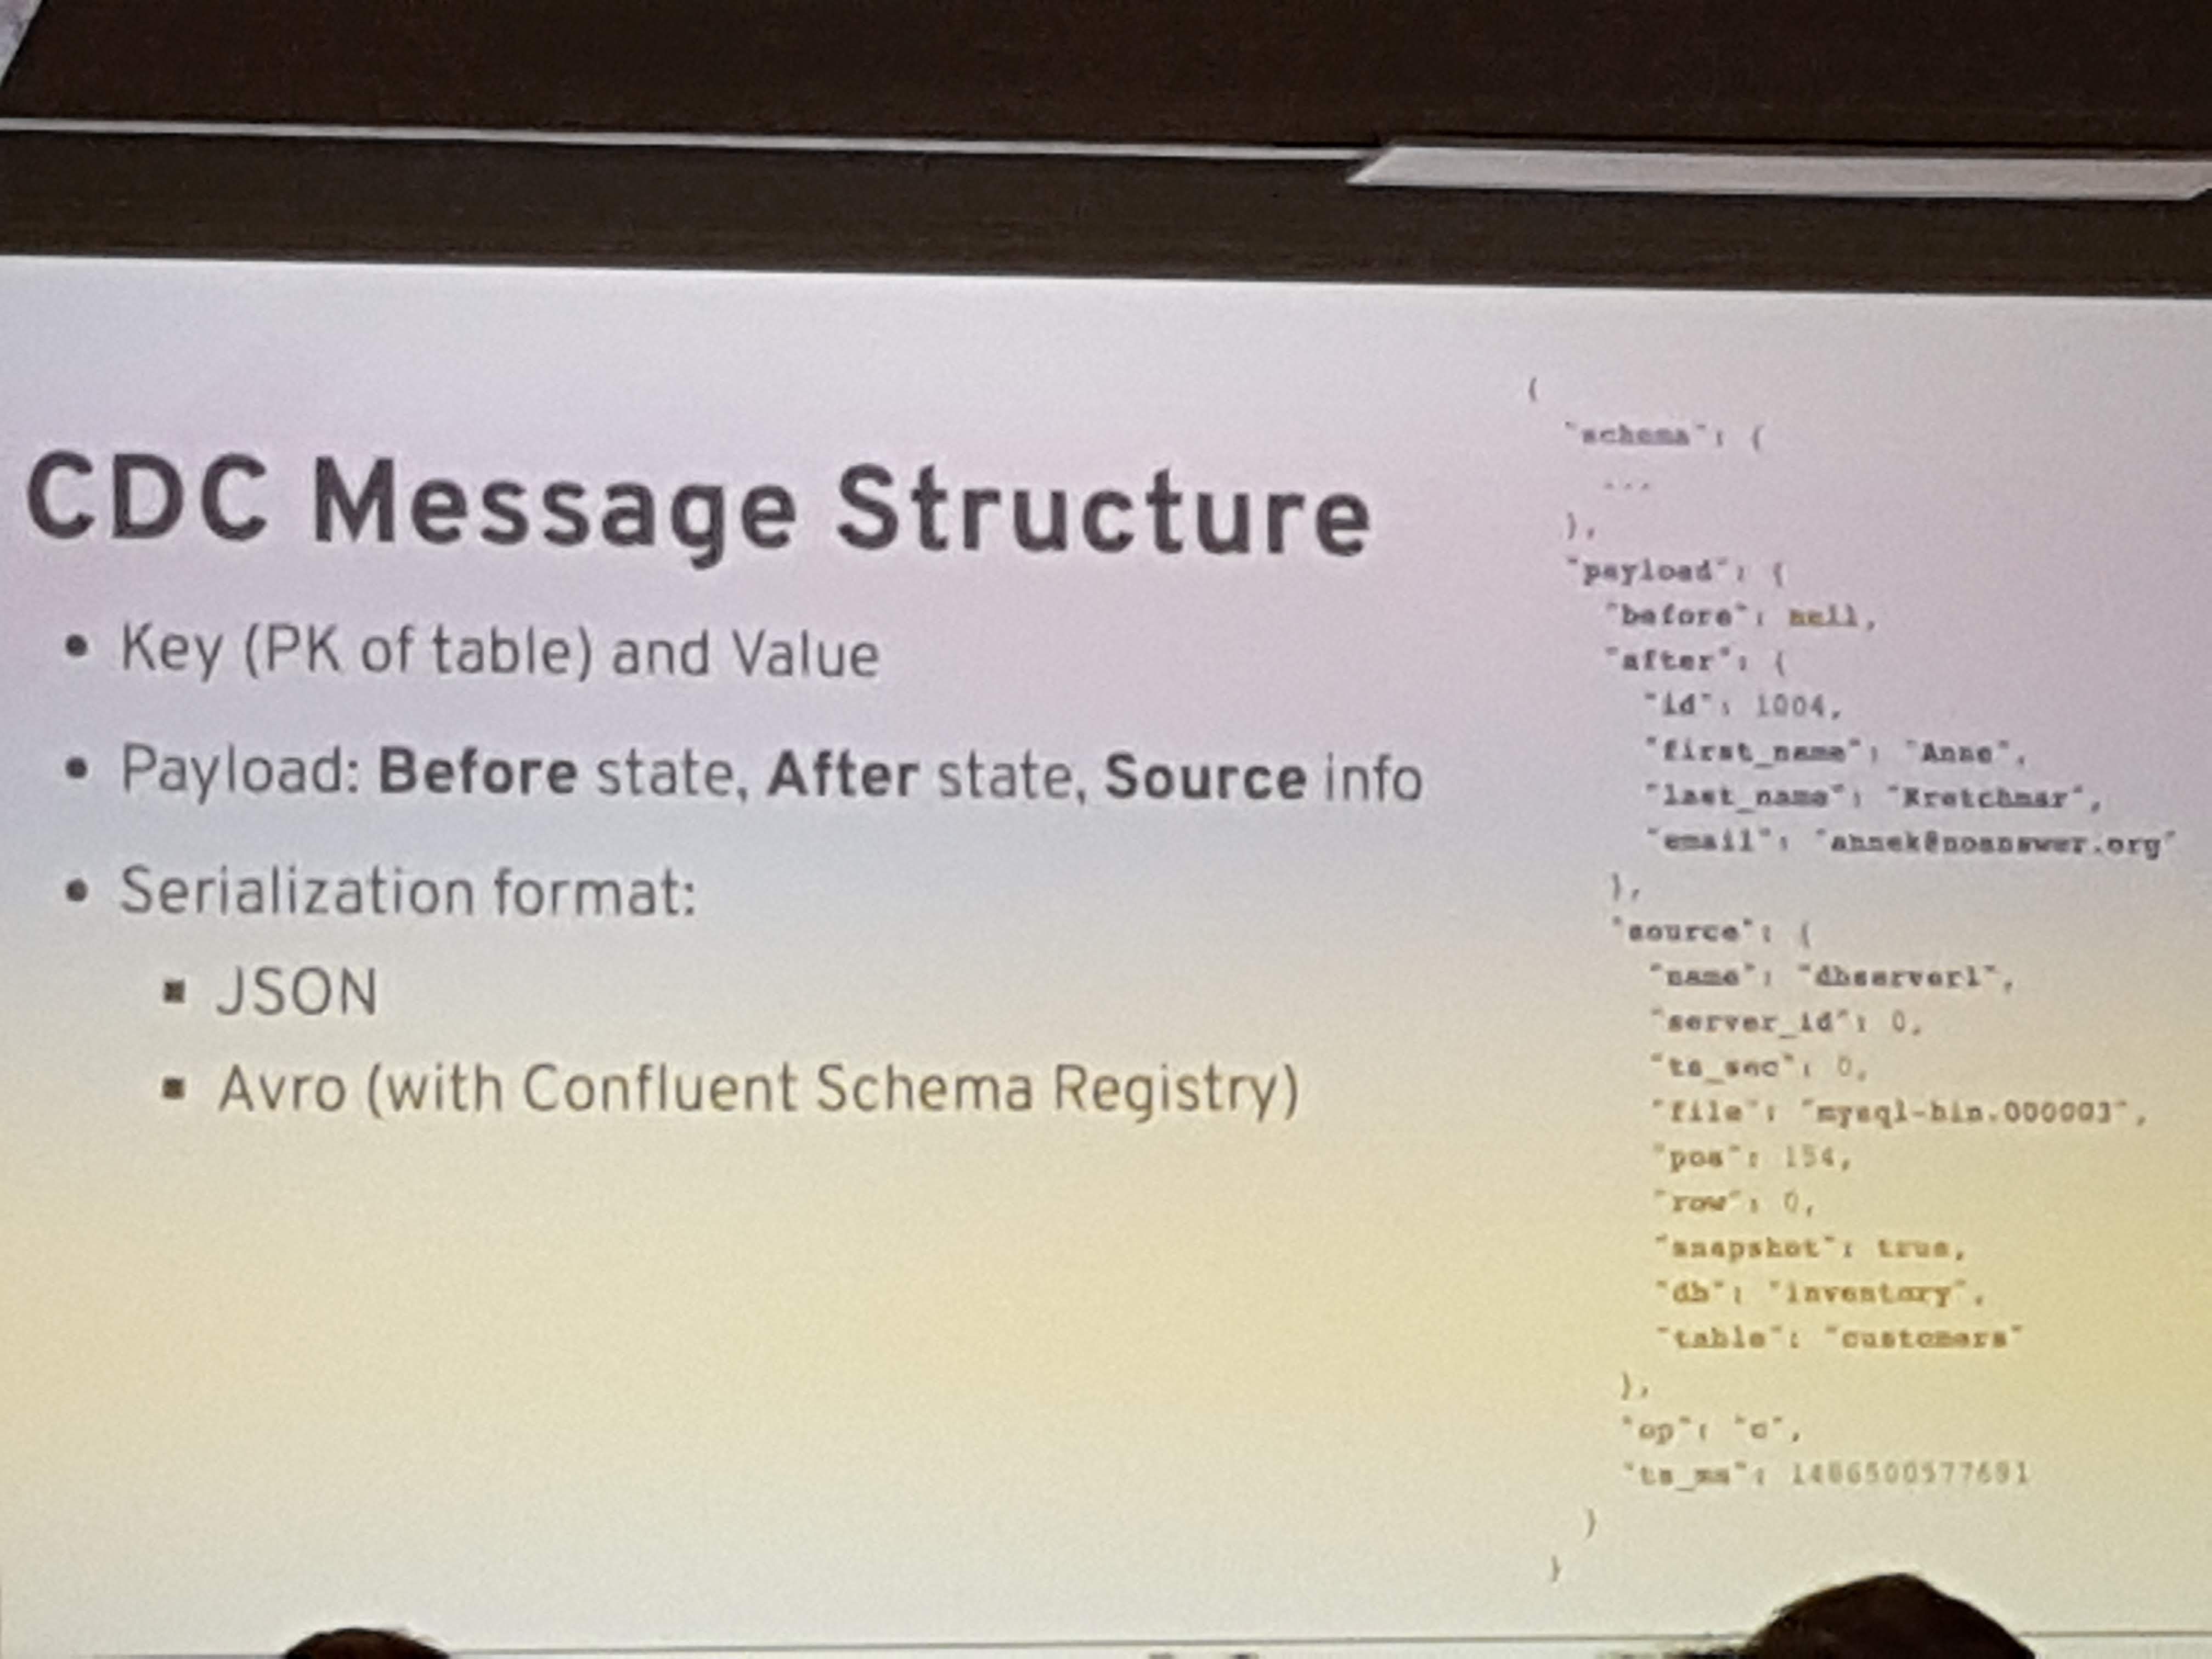 CDC Message Structure
• Key (PK of table) and Value
• Payload: Before state, After state, Source info
• Serialization format:
▪ JSON
▪ Avro (with Confluent Schema Registry)
{
"schema": {
...
},
"payload": {
"before": null,
"after": {
"id": 1004,
"first_name": "Anne",
"last_name": "Kretchmar",
"email": "annek@noanswer.org"
},
"source": {
"name": "dbserver1",
"server_id": 0,
"ts_sec": 0,
"file": "mysql-bin.000003",
"pos": 154,
"row": 0,
"snapshot": true,
"db": "inventory",
"table": "customers"
},
"op": "c",
"ts_ms": 1486500577691
}
}